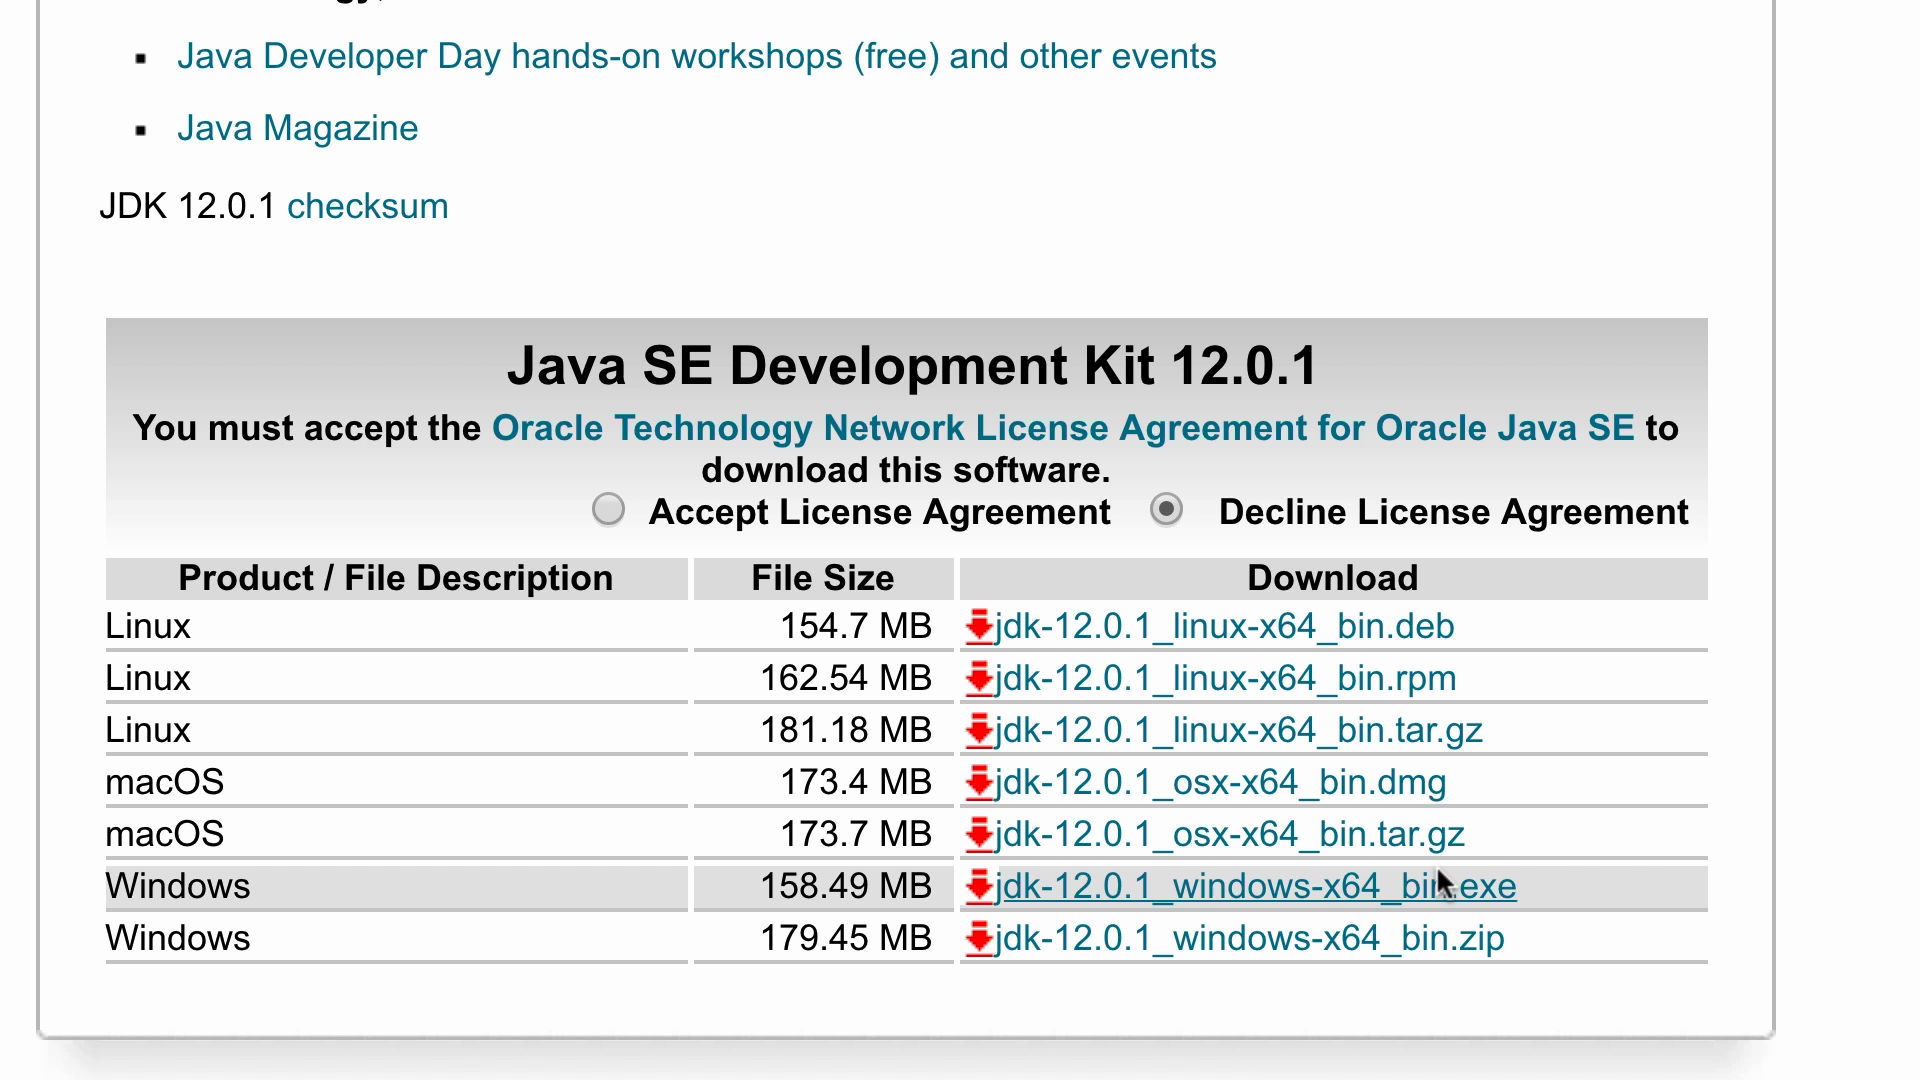 Java Developer Day hands-on workshops (free) and other events
Java Magazine
JDK 12.0.1 checksum
Java SE Development Kit 12.0.1
You must accept the Oracle Technology Network License Agreement for Oracle Java SE to
download this software.
Accept License Agreement Decline License Agreement
Product / File Description File Size Download
Linux 154.7 MB jdk-12.0.1_linux-x64_bin.deb
Linux 162.54 MB jdk-12.0.1_linux-x64_bin.rpm
Linux 181.18 MB jdk-12.0.1_linux-x64_bin.tar.gz
macOS 173.4 MB jdk-12.0.1_osx-x64_bin.dmg
macOS 173.7 MB jdk-12.0.1_osx-x64_bin.tar.gz
Windows 158.49 MB jdk-12.0.1_windows-x64_bin.exe
Windows 179.45 MB jdk-12.0.1_windows-x64_bin.zip